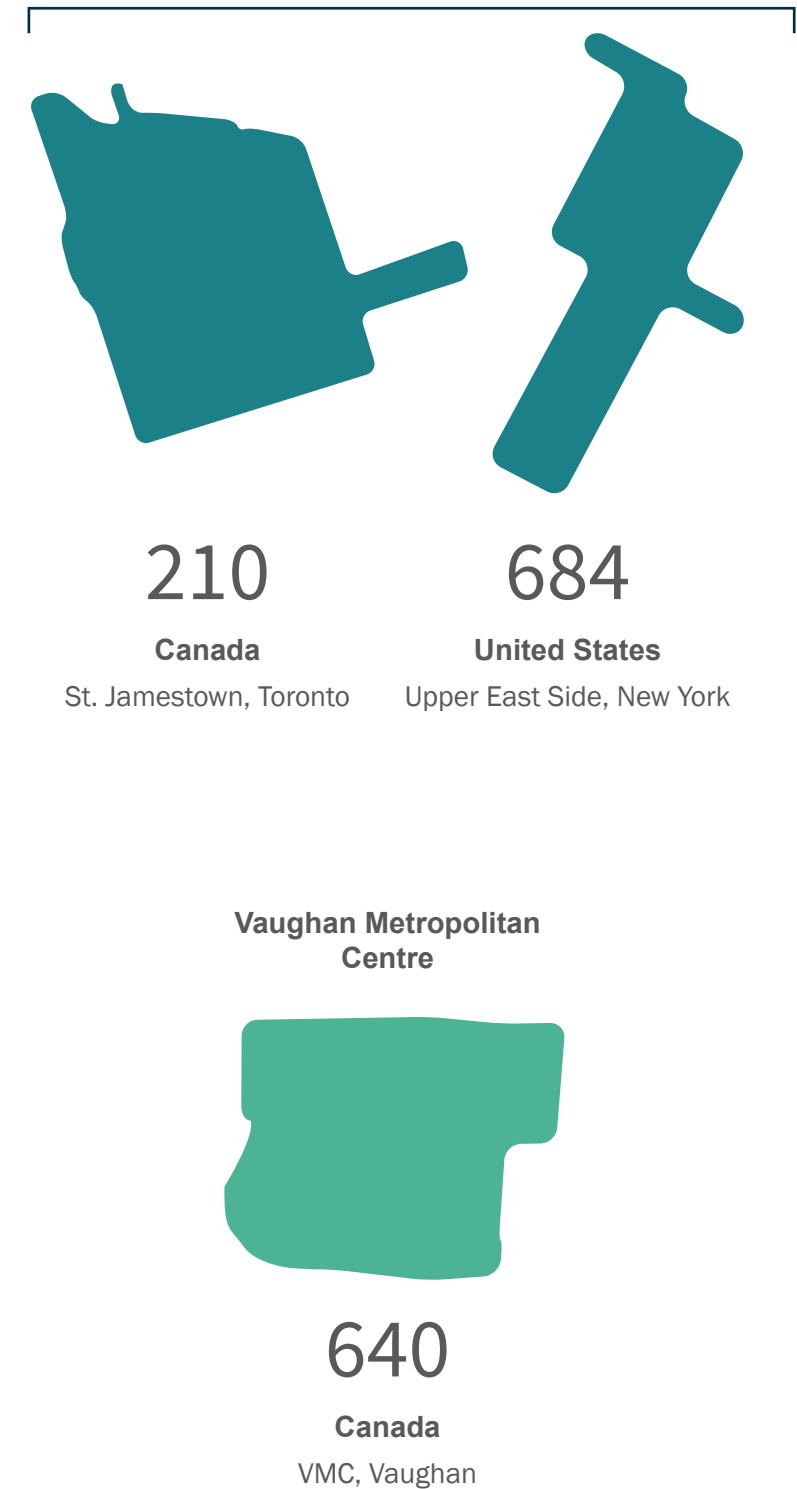 210
Canada
St. Jamestown, Toronto
684
United States
Upper East Side, New York
Vaughan Metropolitan
Centre
640
Canada
VMC, Vaughan